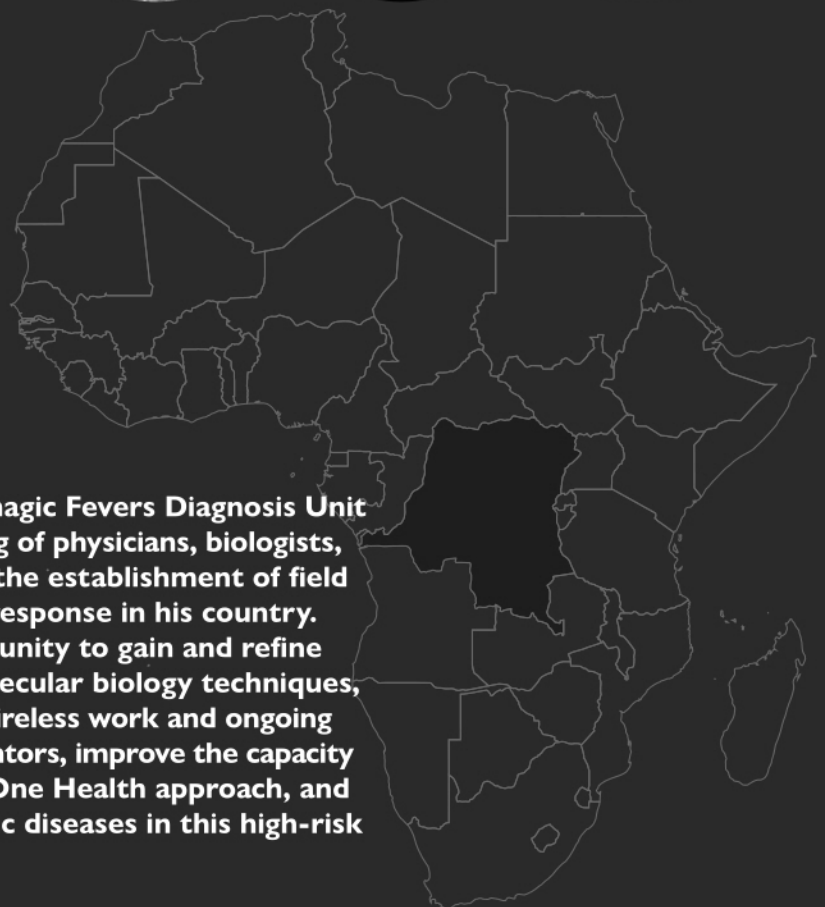 nagic Fevers Diagnosis Unit
g of physicians, biologists,
the establishment of field
esponse in his country.
unity to gain and refine
lecular biology techniques,
ireless work and ongoing
ntors, improve the capacity
One Health approach, and
c diseases in this high-risk